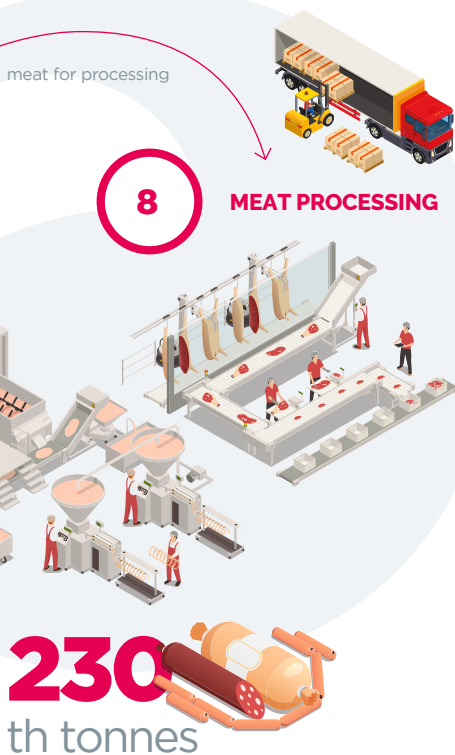 meat for processing
8
MEAT PROCESSING
230
th tonnes